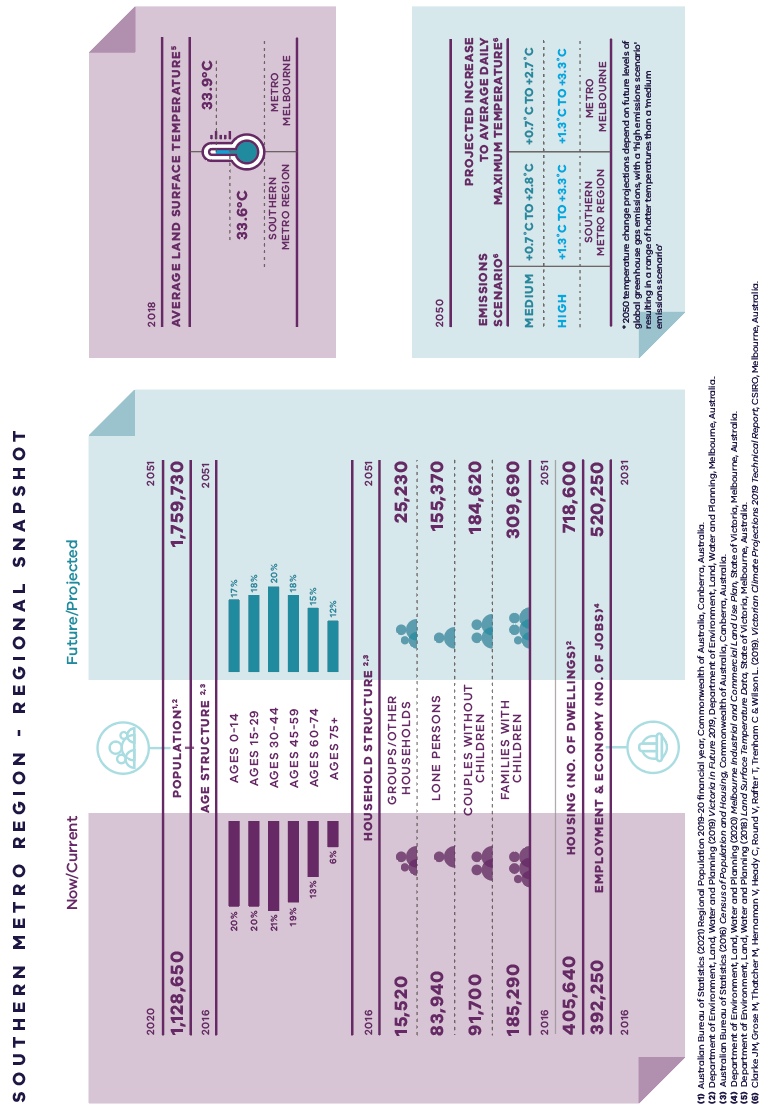 SOUTHERN METRO REGION - REGIONAL SNAPSHOT
Now/Current
Future/Projected
2020
2051
1,128,650
POPULATION¹,²
1,759,730
2016
AGE STRUCTURE ²,³
2051
20%
AGES 0-14
17%
20%
AGES 15-29
18%
21%
AGES 30-44
20%
19%
AGES 45-59
18%
13%
AGES 60-74
15%
6%
AGES 75+
12%
2016
HOUSEHOLD STRUCTURE ²,³
2051
15,520
GROUPS/OTHER
HOUSEHOLDS
25,230
83,940
LONE PERSONS
155,370
91,700
COUPLES WITHOUT
CHILDREN
184,620
185,290
FAMILIES WITH
CHILDREN
309,690
2016
2051
405,640
HOUSING (NO. OF DWELLINGS)²
718,600
392,250
EMPLOYMENT & ECONOMY (NO. OF JOBS)⁴
520,250
2016
2031
2018
AVERAGE LAND SURFACE TEMPERATURE⁵
33.6°C
33.9°C
SOUTHERN
METRO REGION
METRO
MELBOURNE
2050
EMISSIONS
SCENARIO⁶
PROJECTED INCREASE
TO AVERAGE DAILY
MAXIMUM TEMPERATURE⁶
MEDIUM
+0.7°C TO +2.8°C
+0.7°C TO +2.7°C
HIGH
+1.3°C TO +3.3°C
+1.3°C TO +3.3°C
SOUTHERN
METRO REGION
METRO
MELBOURNE
* 2050 temperature change projections depend on future levels of
global greenhouse gas emissions, with a 'high emissions scenario'
resulting in a range of hotter temperatures than a 'medium
emissions scenario'
(1) Australian Bureau of Statistics (2021) Regional Population 2019-20 financial year, Commonwealth of Australia, Canberra, Australia.
(2) Department of Environment, Land, Water and Planning (2019) Victoria in Future 2019, Department of Environment, Land, Water and Planning, Melbourne, Australia.
(3) Australian Bureau of Statistics (2016) Census of Population and Housing, Commonwealth of Australia, Canberra, Australia.
(4) Department of Environment, Land, Water and Planning (2020) Melbourne Industrial and Commercial Land Use Plan, State of Victoria, Melbourne, Australia.
(5) Department of Environment, Land, Water and Planning (2018) Land Surface Temperature Data, State of Victoria, Melbourne, Australia.
(6) Clarke JM, Grose M, Thatcher M, Hernaman V, Heady C, Round V, Rafter T, Trenham C & Wilson L. (2019). Victorian Climate Projections 2019 Technical Report, CSIRO, Melbourne, Australia.